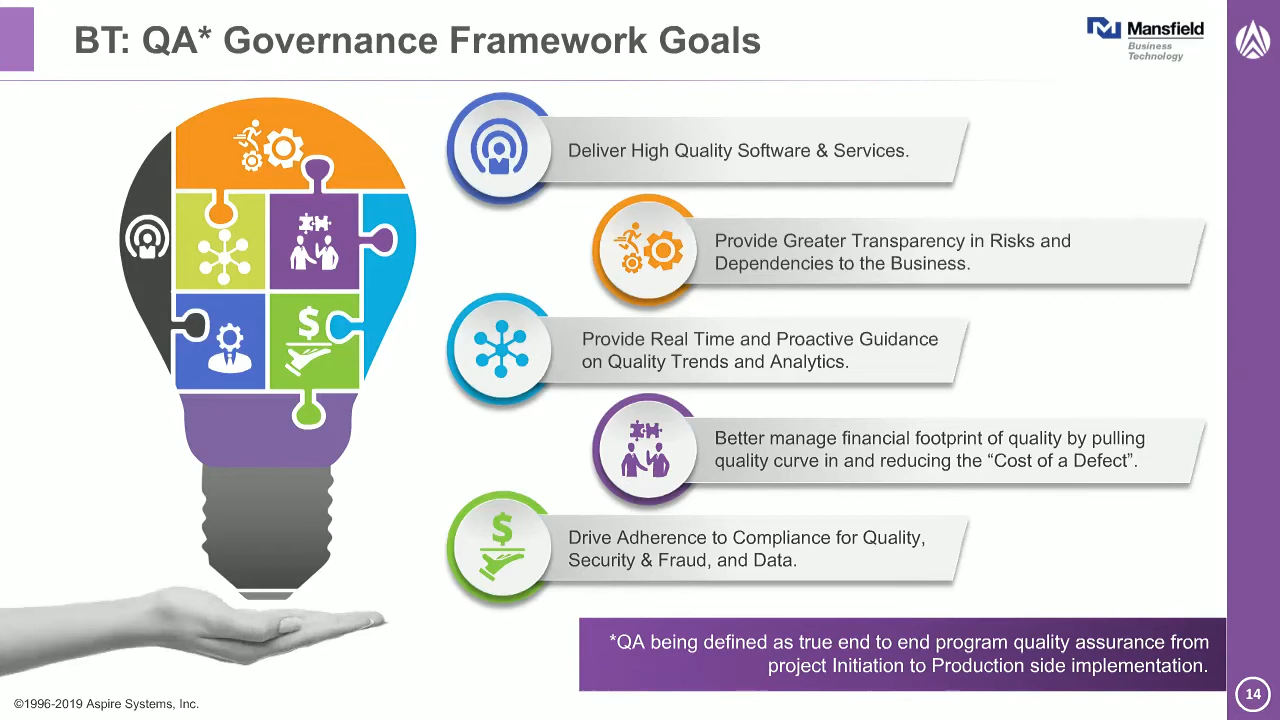 BT: QA* Governance Framework Goals
Mansfield
Business
Technology
Deliver High Quality Software & Services.
Provide Greater Transparency in Risks and
Dependencies to the Business.
Provide Real Time and Proactive Guidance
on Quality Trends and Analytics.
Better manage financial footprint of quality by pulling
quality curve in and reducing the “Cost of a Defect”.
$
Drive Adherence to Compliance for Quality,
Security & Fraud, and Data.
$
*QA being defined as true end to end program quality assurance from
project Initiation to Production side implementation.
©1996-2019 Aspire Systems, Inc.
14